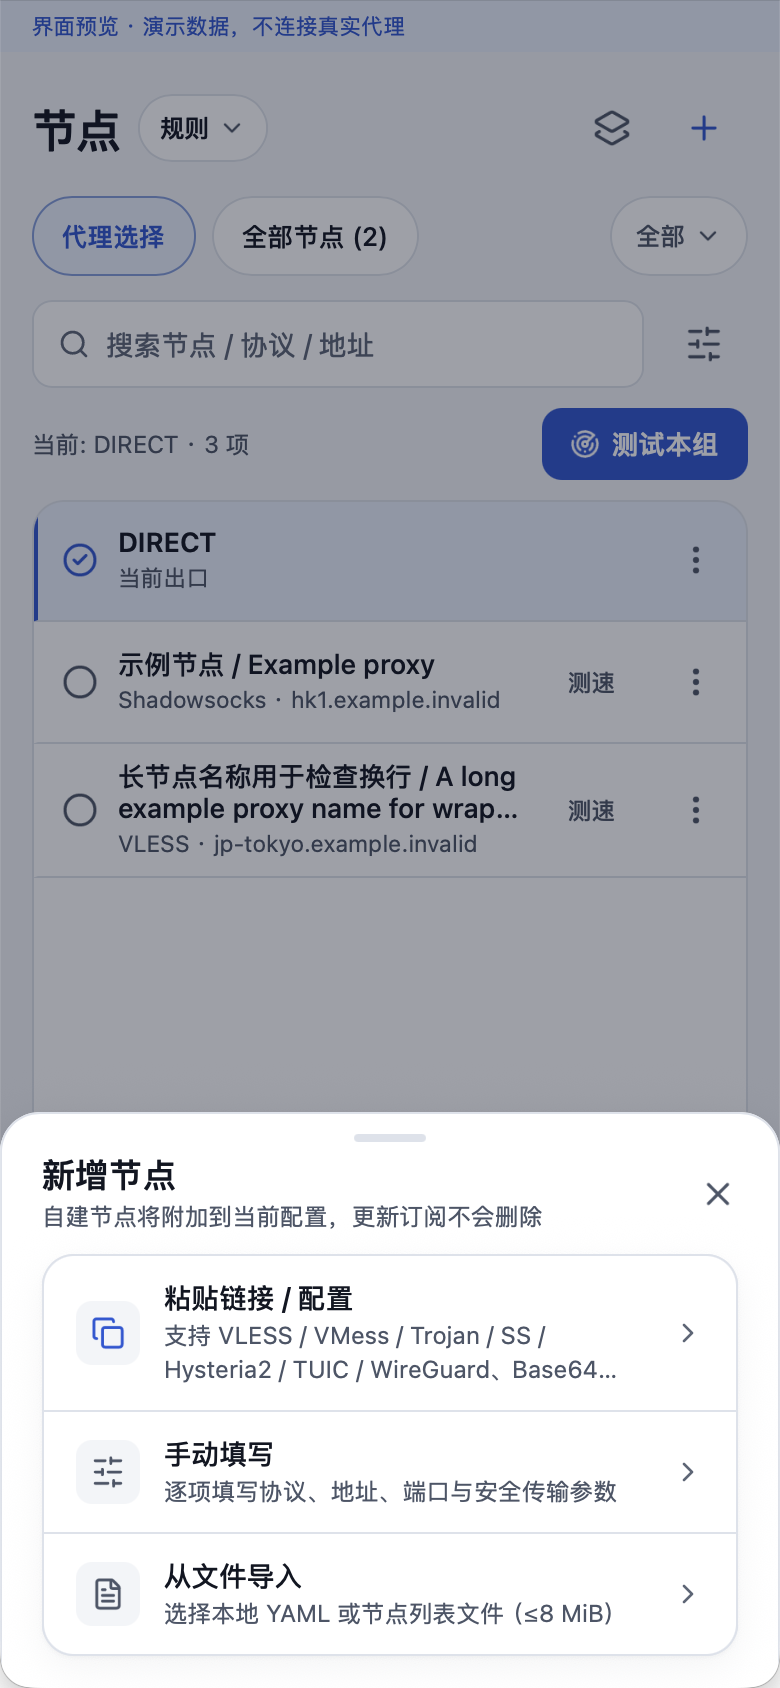 界面预览 · 演示数据，不连接真实代理
节点
规则
代理选择
全部节点 (2)
全部
搜索节点 / 协议 / 地址
当前: DIRECT · 3 项
测试本组
DIRECT
当前出口
示例节点 / Example proxy
Shadowsocks · hk1.example.invalid
测速
长节点名称用于检查换行 / A long
example proxy name for wrap...
VLESS · jp-tokyo.example.invalid
测速
新增节点
自建节点将附加到当前配置，更新订阅不会删除
粘贴链接 / 配置
支持 VLESS / VMess / Trojan / SS /
Hysteria2 / TUIC / WireGuard、Base64...
手动填写
逐项填写协议、地址、端口与安全传输参数
从文件导入
选择本地 YAML 或节点列表文件（≤8 MiB）